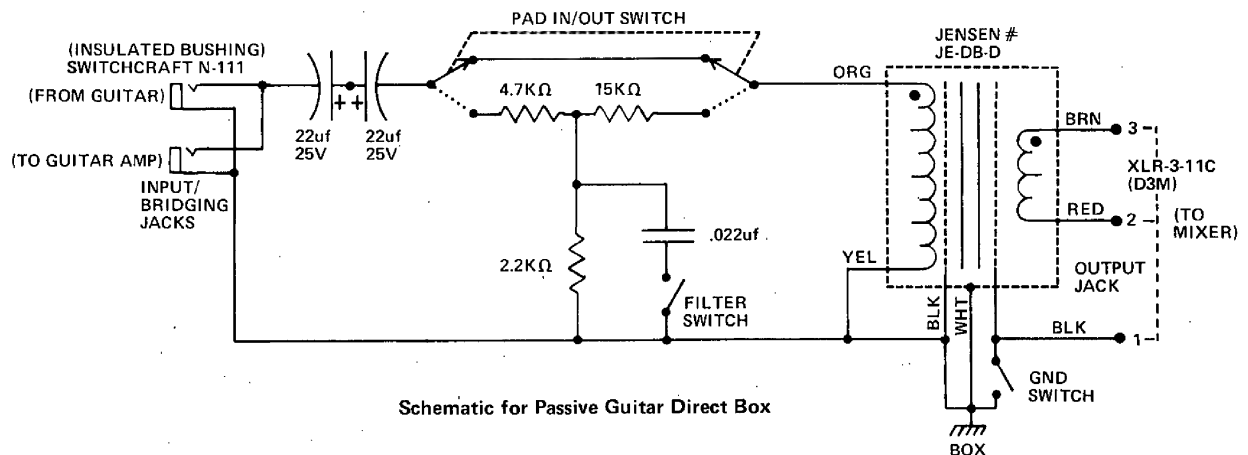 PAD IN/OUT SWITCH
(INSULATED BUSHING)
SWITCHCRAFT N-111
(FROM GUITAR)
(TO GUITAR AMP)
INPUT/
BRIDGING
JACKS
++
22uf
25V
22uf
25V
4.7KΩ
15KΩ
2.2KΩ
.022uf
FILTER
SWITCH
JENSEN #
JE-DB-D
ORG
YEL
BLK
WHT
BRN
RED
BLK
3
2
1
XLR-3-11C
(D3M)
(TO
MIXER)
OUTPUT
JACK
GND
SWITCH
BOX
Schematic for Passive Guitar Direct Box